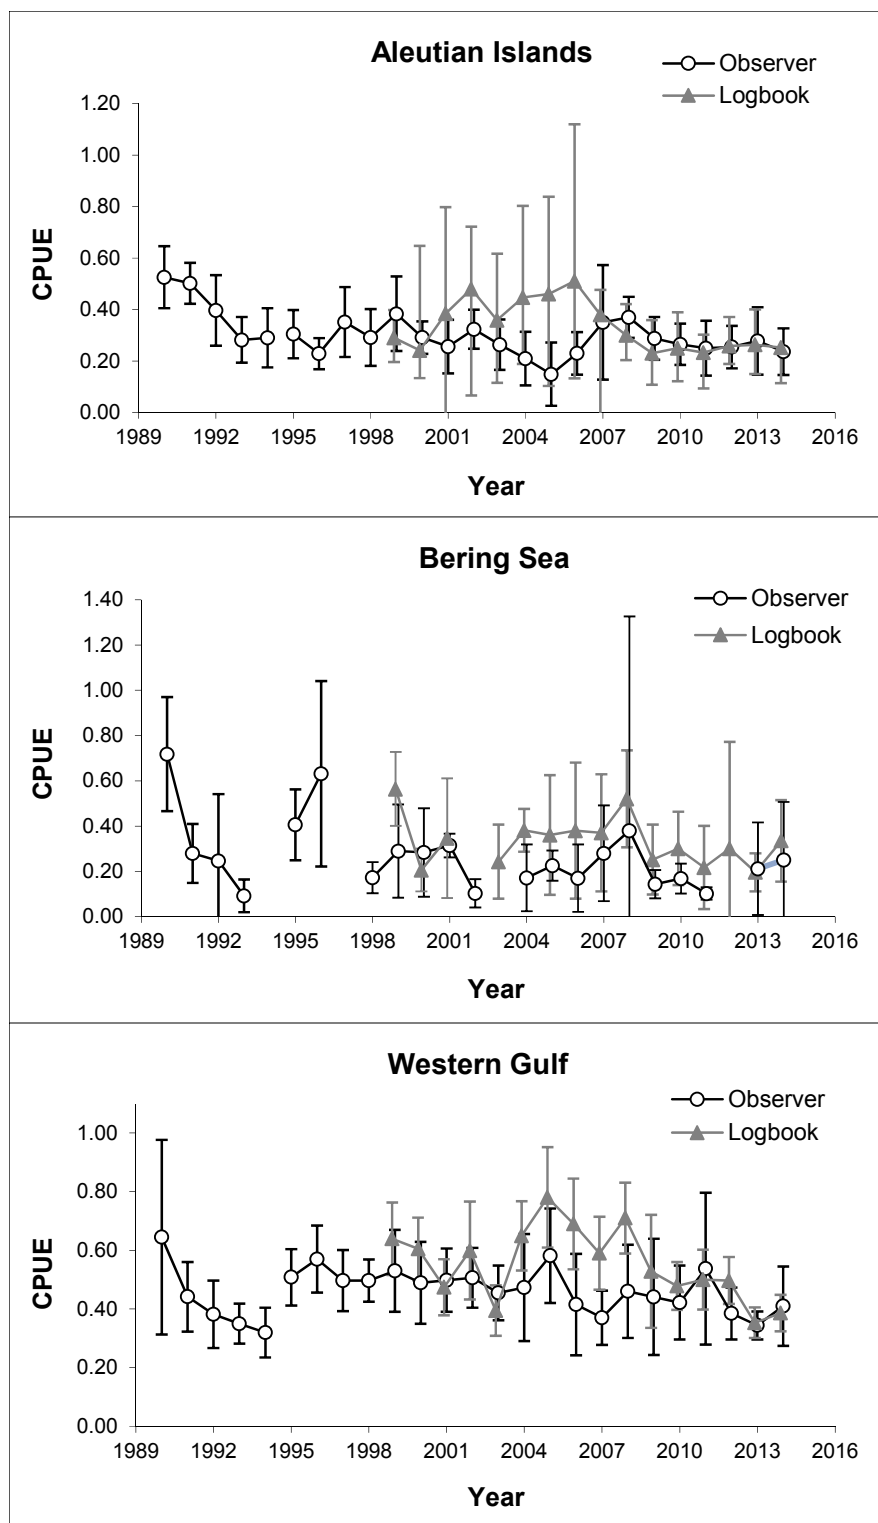 Aleutian Islands
Observer
Logbook
1.20
1.00
0.80
0.60
0.40
0.20
0.00
CPUE
1989 1992 1995 1998 2001 2004 2007 2010 2013 2016
Year
Bering Sea
Observer
Logbook
1.40
1.20
1.00
0.80
0.60
0.40
0.20
0.00
CPUE
1989 1992 1995 1998 2001 2004 2007 2010 2013 2016
Year
Western Gulf
Observer
Logbook
1.00
0.80
0.60
0.40
0.20
0.00
CPUE
1989 1992 1995 1998 2001 2004 2007 2010 2013 2016
Year